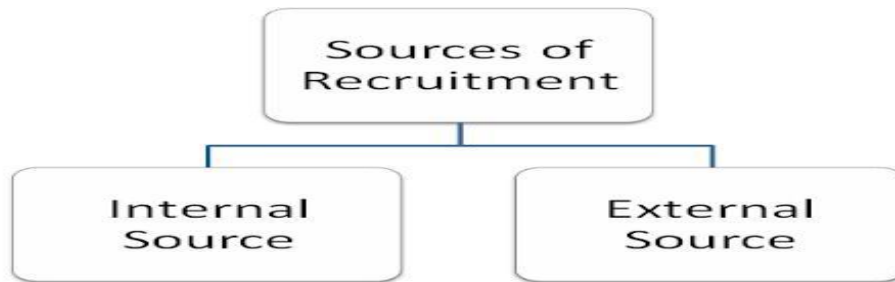 Sources of
Recruitment
Internal
Source
External
Source